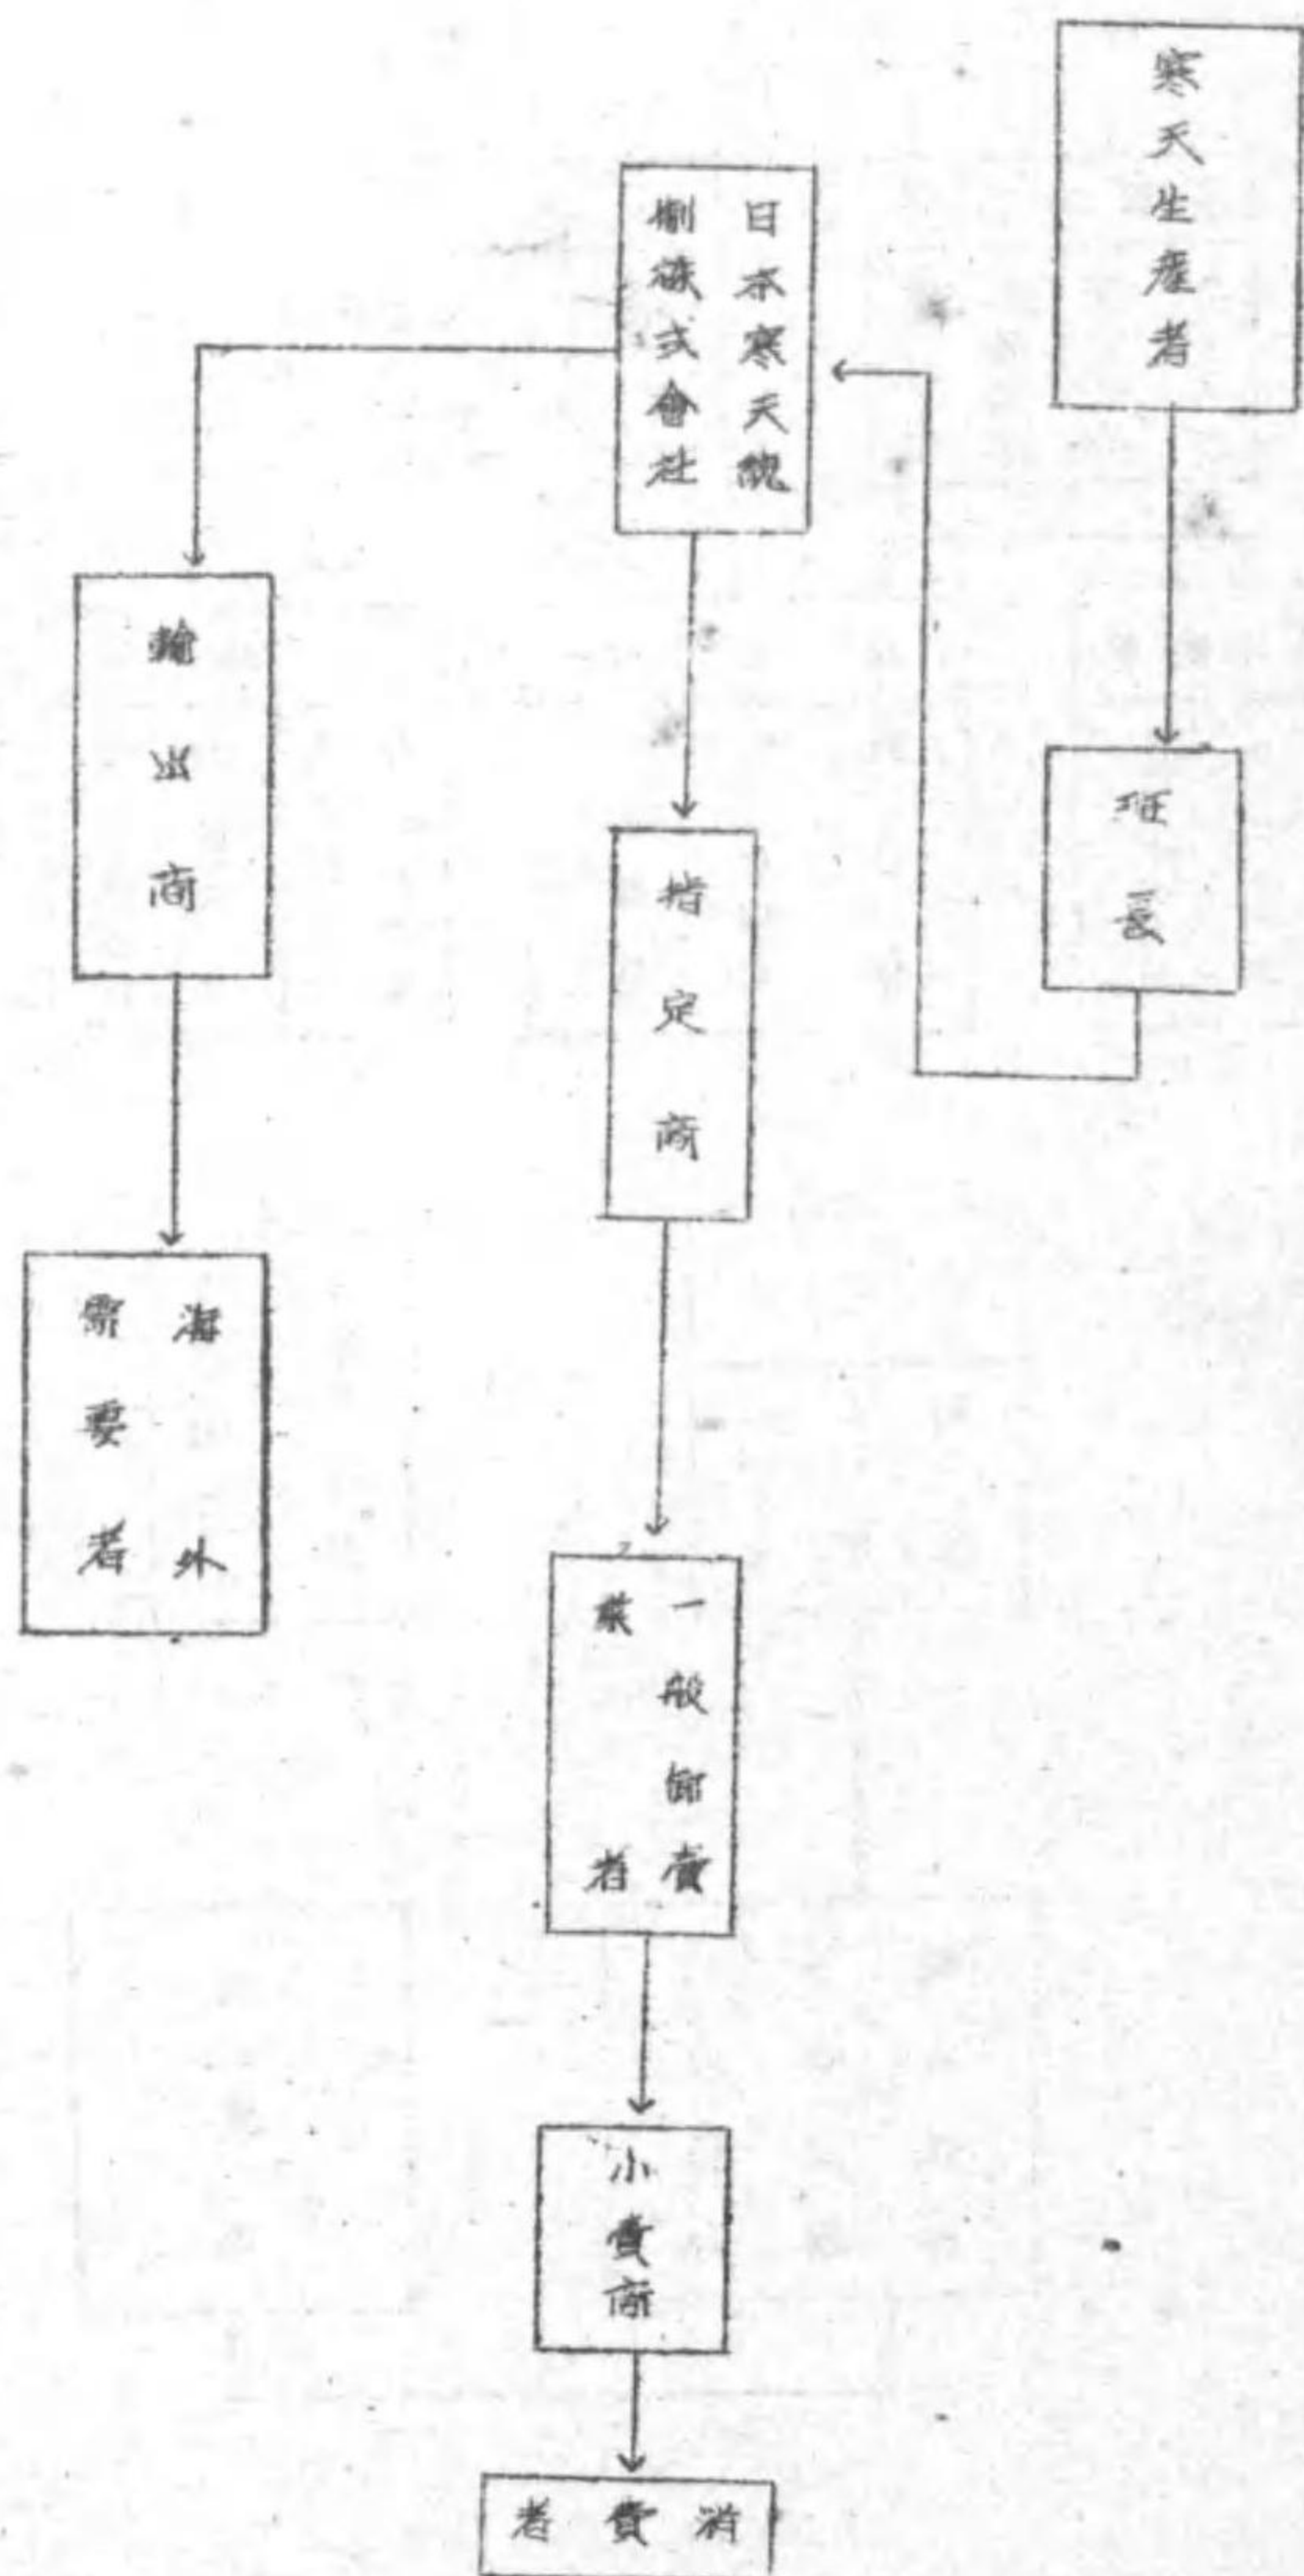 寒天生産者
班長
日本寒天統
制株式會社
指定商
一般卸賣
業者
小賣商
消費者
輸出商
海外
需要者